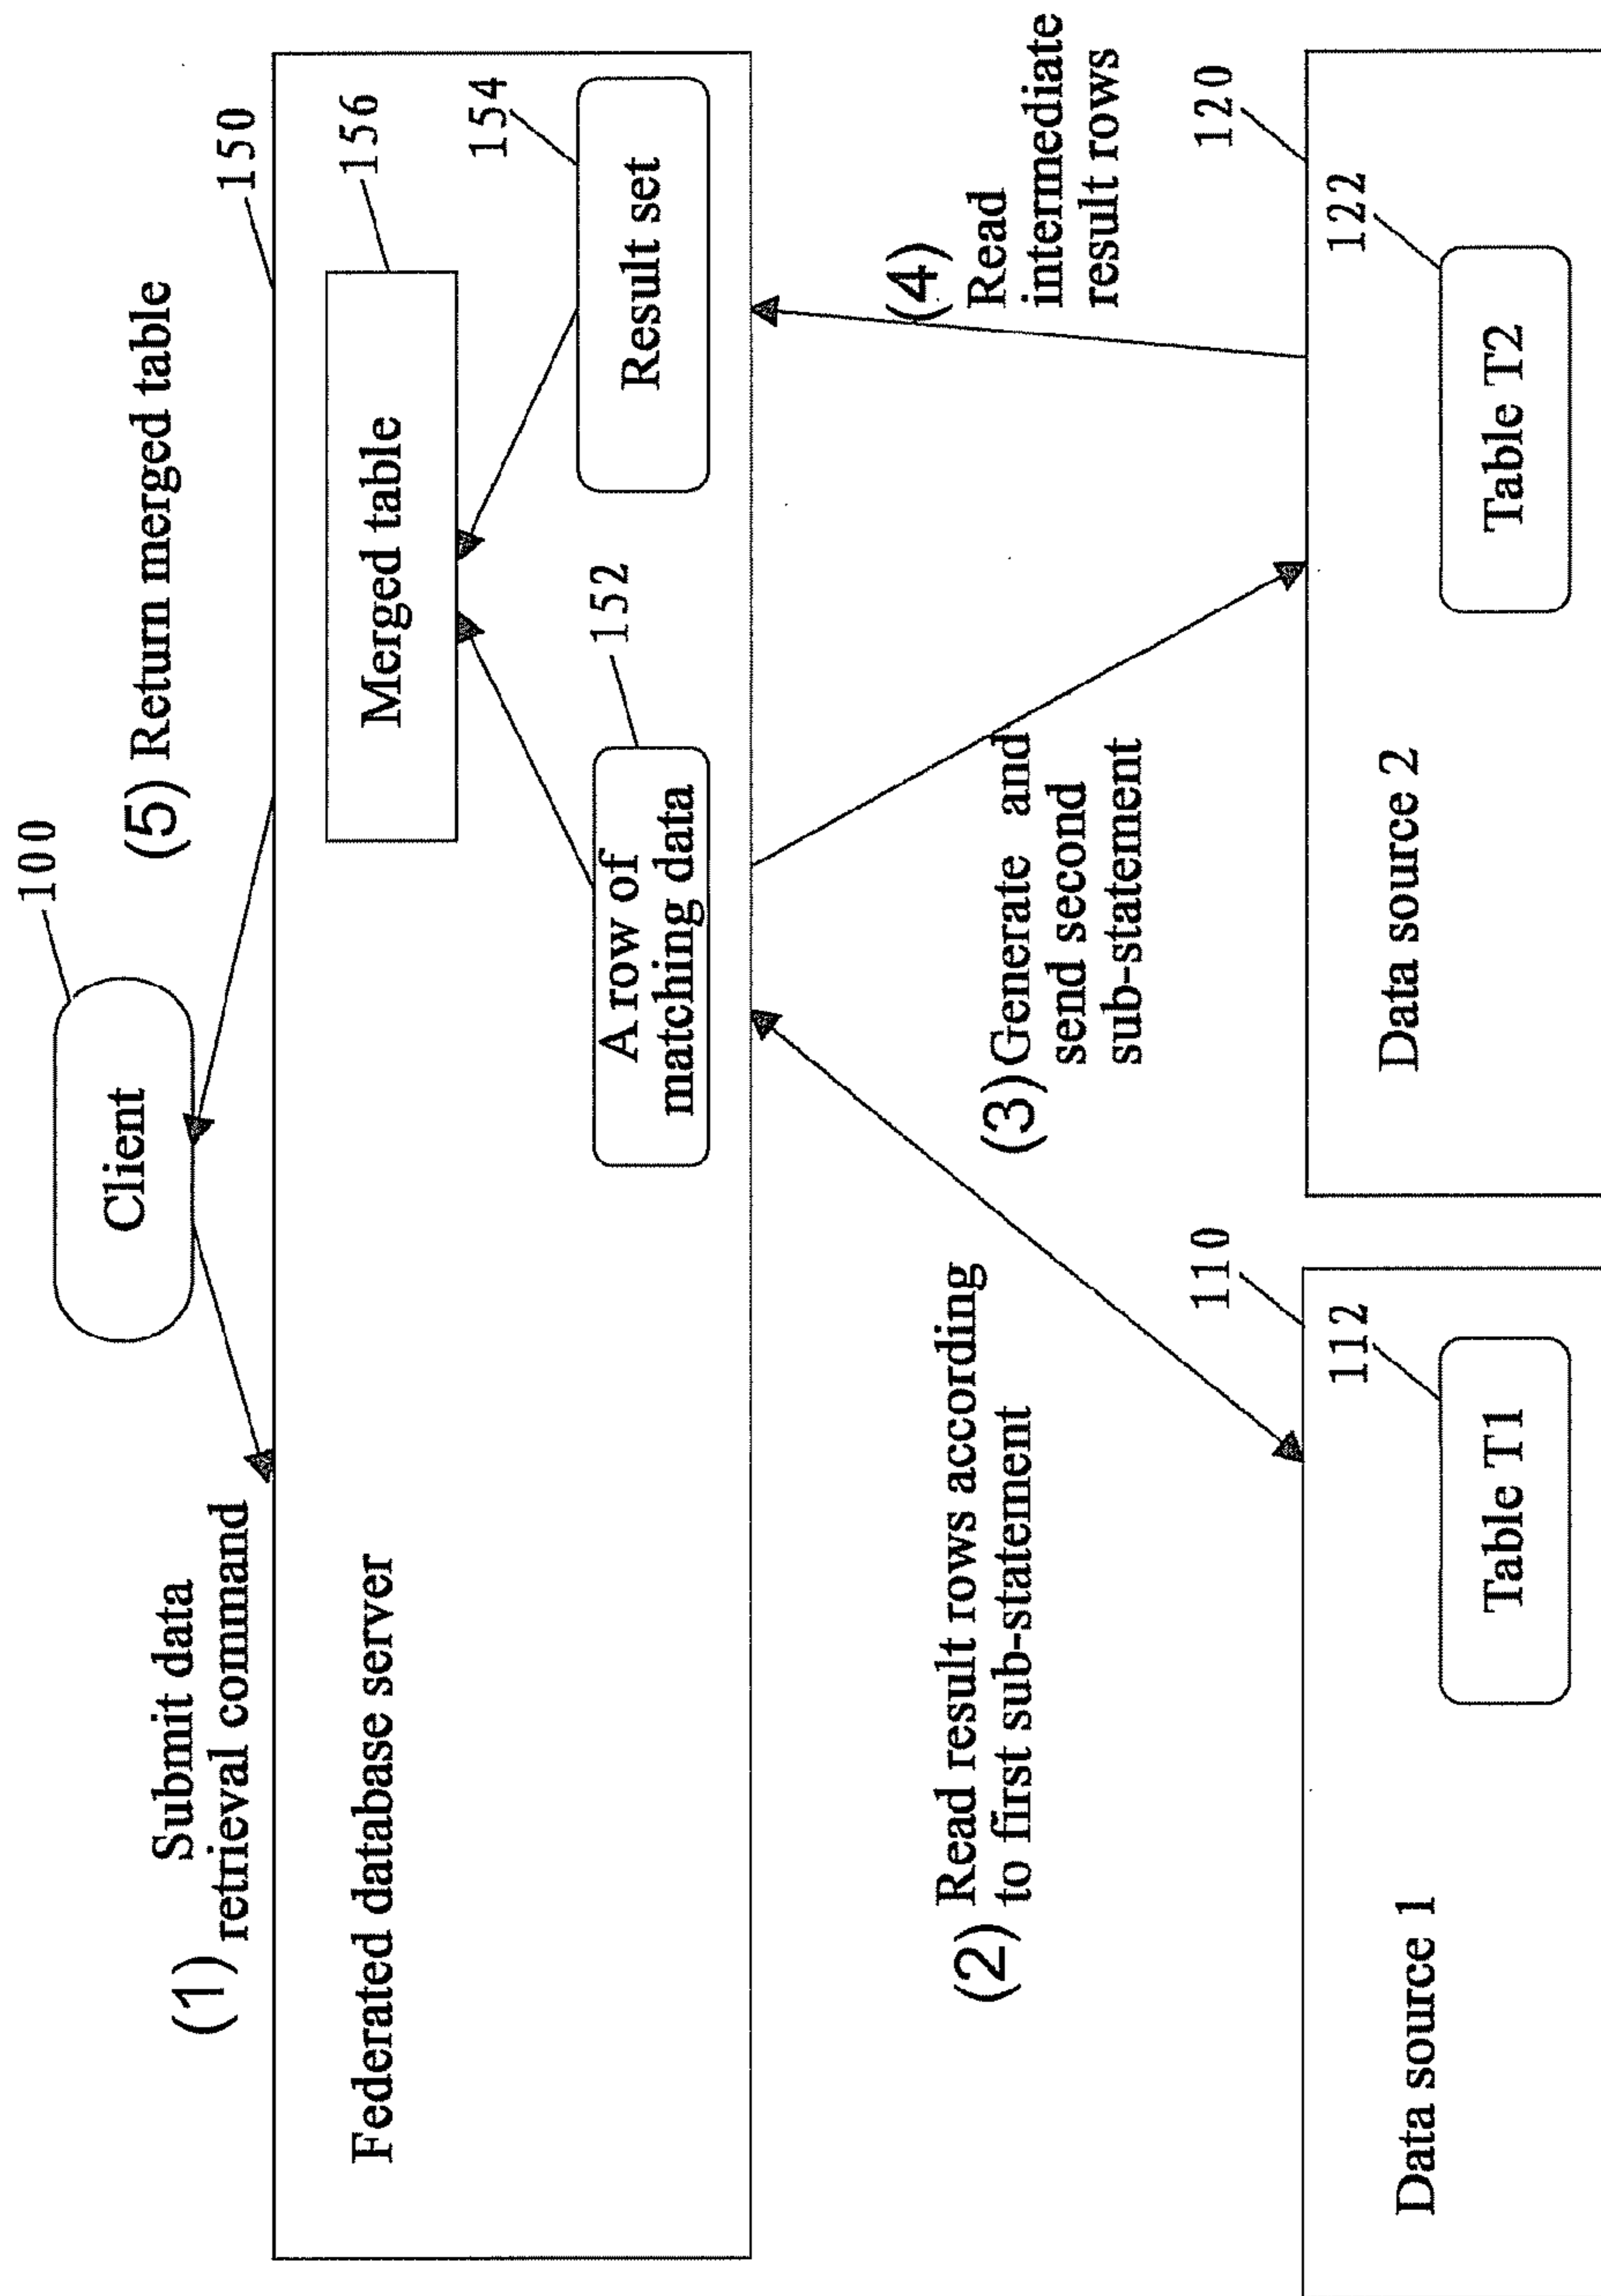 100
Client
(1)
Submit data
retrieval command
(5) Return merged table
150
Federated database server
Merged table
156
A row of
matching data
152
Result set
154
(2)
Read result rows according
to first sub-statement
(3) Generate and
send second
sub-statement
(4)
Read
intermediate
result rows
110
112
Table T1
Data source 1
120
122
Table T2
Data source 2